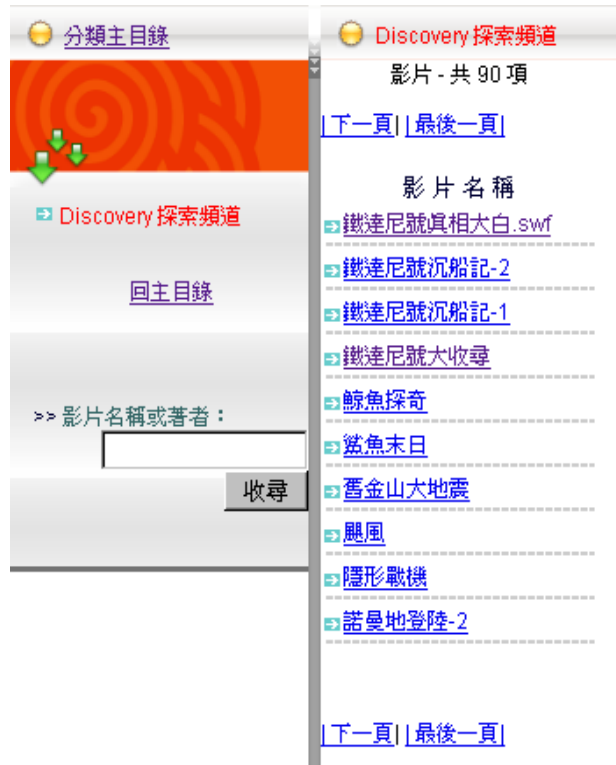 分類主目錄
Discovery 探索頻道
回主目錄
>> 影片名稱或著者：
收尋
Discovery 探索頻道
影片 - 共 90 項
| 下一頁| | 最後一頁|
影 片 名 稱
鐵達尼號真相大白.swf
鐵達尼號沉船記-2
鐵達尼號沉船記-1
鐵達尼號大收尋
鯨魚探奇
鯊魚末日
舊金山大地震
颶風
隱形戰機
諾曼地登陸-2
| 下一頁| | 最後一頁|